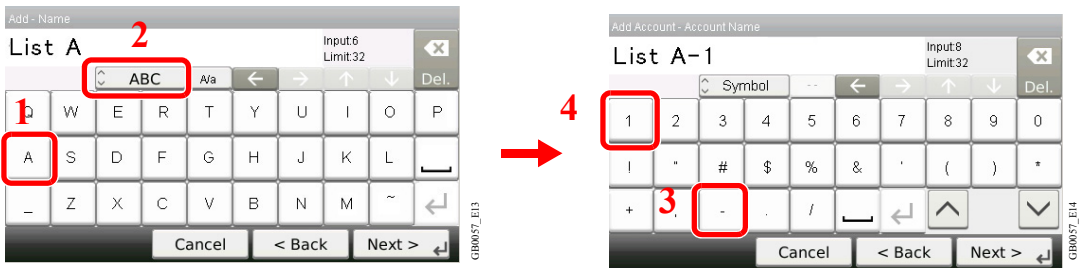 Add - Name
List A
Input:6
Limit:32
2
ABC
A/a
Del.
1
Q W E R T Y U I O P
A S D F G H J K L
_ Z X C V B N M ~
Cancel
< Back
Next >
GB0057_E13
Add Account - Account Name
List A-1
Input:8
Limit:32
Symbol
--
Del.
4
1 2 3 4 5 6 7 8 9 0
! " # $ % & ' ( ) *
3
+ , - . /
Cancel
< Back
Next >
GB0057_E14